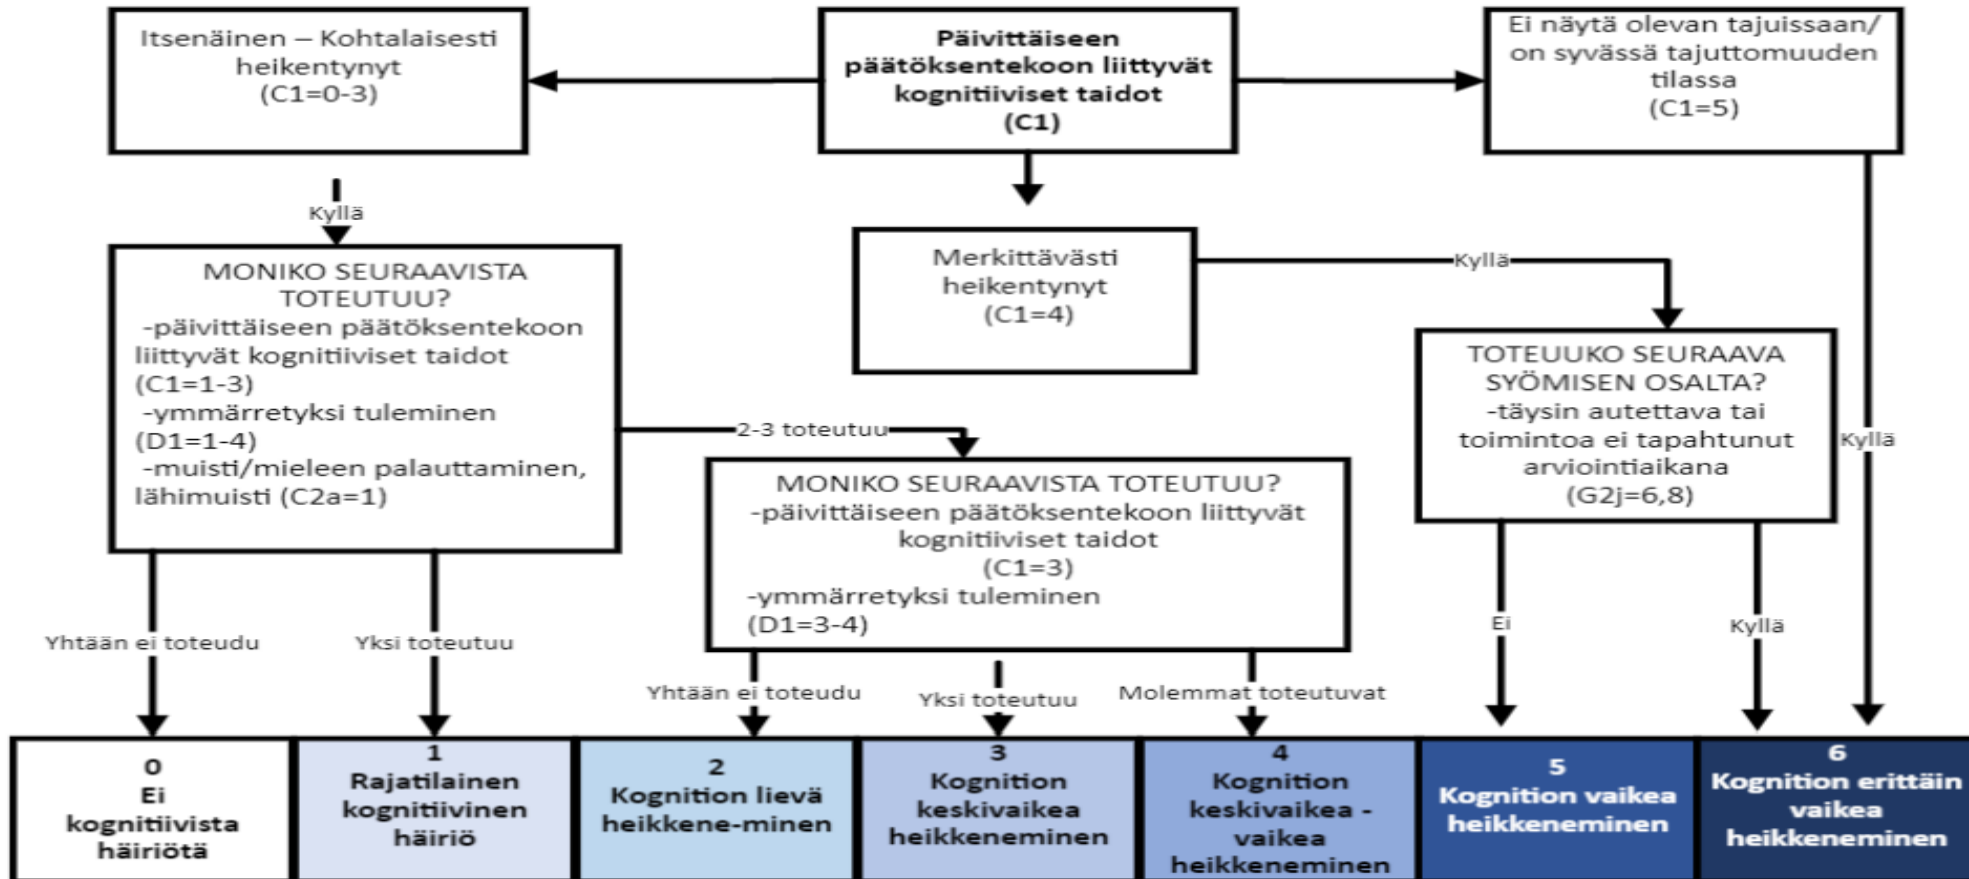 Itsenäinen – Kohtalaisesti
heikentynyt
(C1=0-3)
Päivittäiseen
päätöksentekoon liittyvät
kognitiiviset taidot
(C1)
Ei näytä olevan tajuissaan/
on syvässä tajuttomuuden
tilassa
(C1=5)
Kyllä
MONIKO SEURAAVISTA
TOTEUTUU?
-päivittäiseen päätöksentekoon
liittyvät kognitiiviset taidot
(C1=1-3)
-ymmärretyksi tuleminen
(D1=1-4)
-muisti/mieleen palauttaminen,
lähimuisti (C2a=1)
Merkittävästi
heikentynyt
(C1=4)
Kyllä
TOTEUUKO SEURAAVA
SYÖMISEN OSALTA?
-täysin autettava tai
toimintoa ei tapahtunut
arviointiaikana
(G2j=6,8)
Kyllä
2-3 toteutuu
MONIKO SEURAAVISTA TOTEUTUU?
-päivittäiseen päätöksentekoon liittyvät
kognitiiviset taidot
(C1=3)
-ymmärretyksi tuleminen
(D1=3-4)
Yhtään ei toteudu
Yksi toteutuu
Yhtään ei toteudu
Yksi toteutuu
Molemmat toteutuvat
Ei
Kyllä
0
Ei
kognitiivista
häiriötä
1
Rajatilainen
kognitiivinen
häiriö
2
Kognition lievä
heikkene-minen
3
Kognition
keskivaikea
heikkeneminen
4
Kognition
keskivaikea -
vaikea
heikkeneminen
5
Kognition vaikea
heikkeneminen
6
Kognition erittäin
vaikea
heikkeneminen